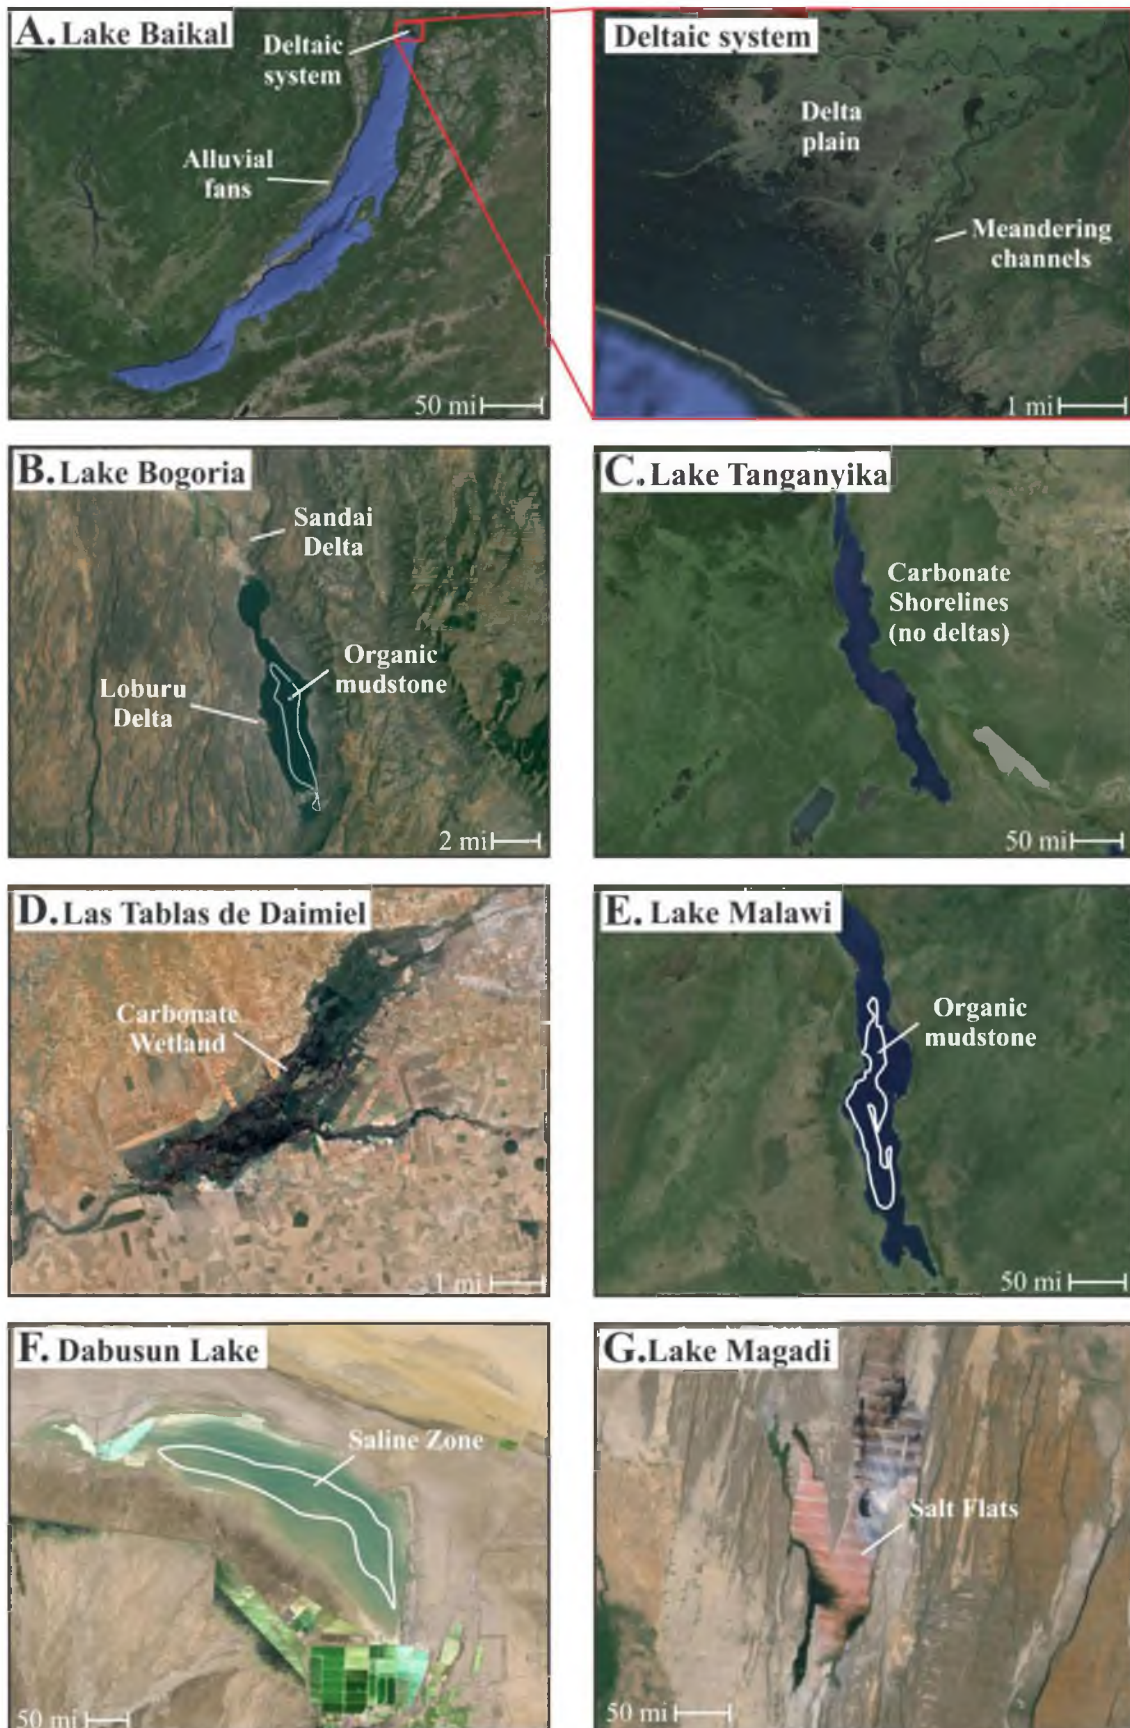 A. Lake Baikal
Deltaic
system
Alluvial
fans
50 mi
Deltaic system
Delta
plain
Meandering
channels
1 mi
B. Lake Bogoria
Sandai
Delta
Organic
mudstone
Loburu
Delta
2 mi
C. Lake Tanganyika
Carbonate
Shorelines
(no deltas)
50 mi
D. Las Tablas de Daimiel
Carbonate
Wetland
1 mi
E. Lake Malawi
Organic
mudstone
50 mi
F. Dabusun Lake
Saline Zone
50 mi
G. Lake Magadi
Salt Flats
50 mi